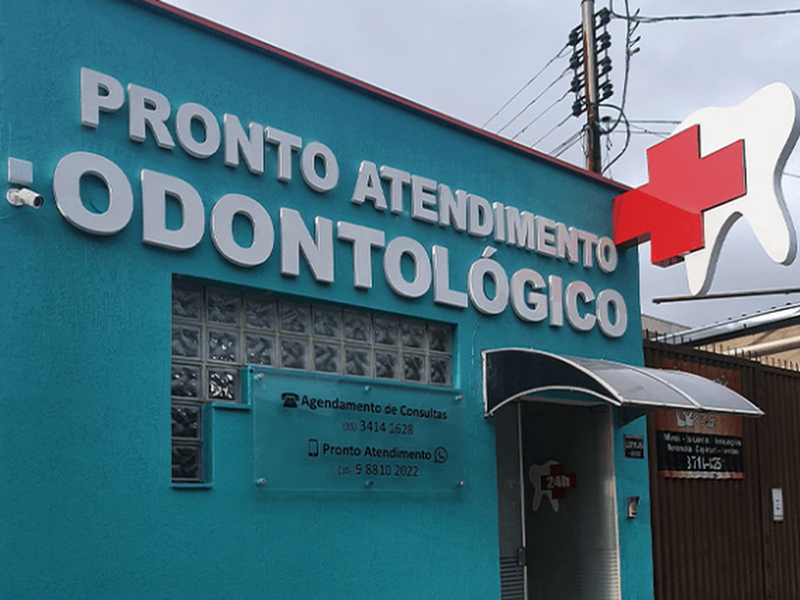 PRONTO ATENDIMENTO
ODONTOLÓGICO
Agendamento de Consultas
(35) 3414 1628
Pronto Atendimento
(35) 9 8810 2022
24h